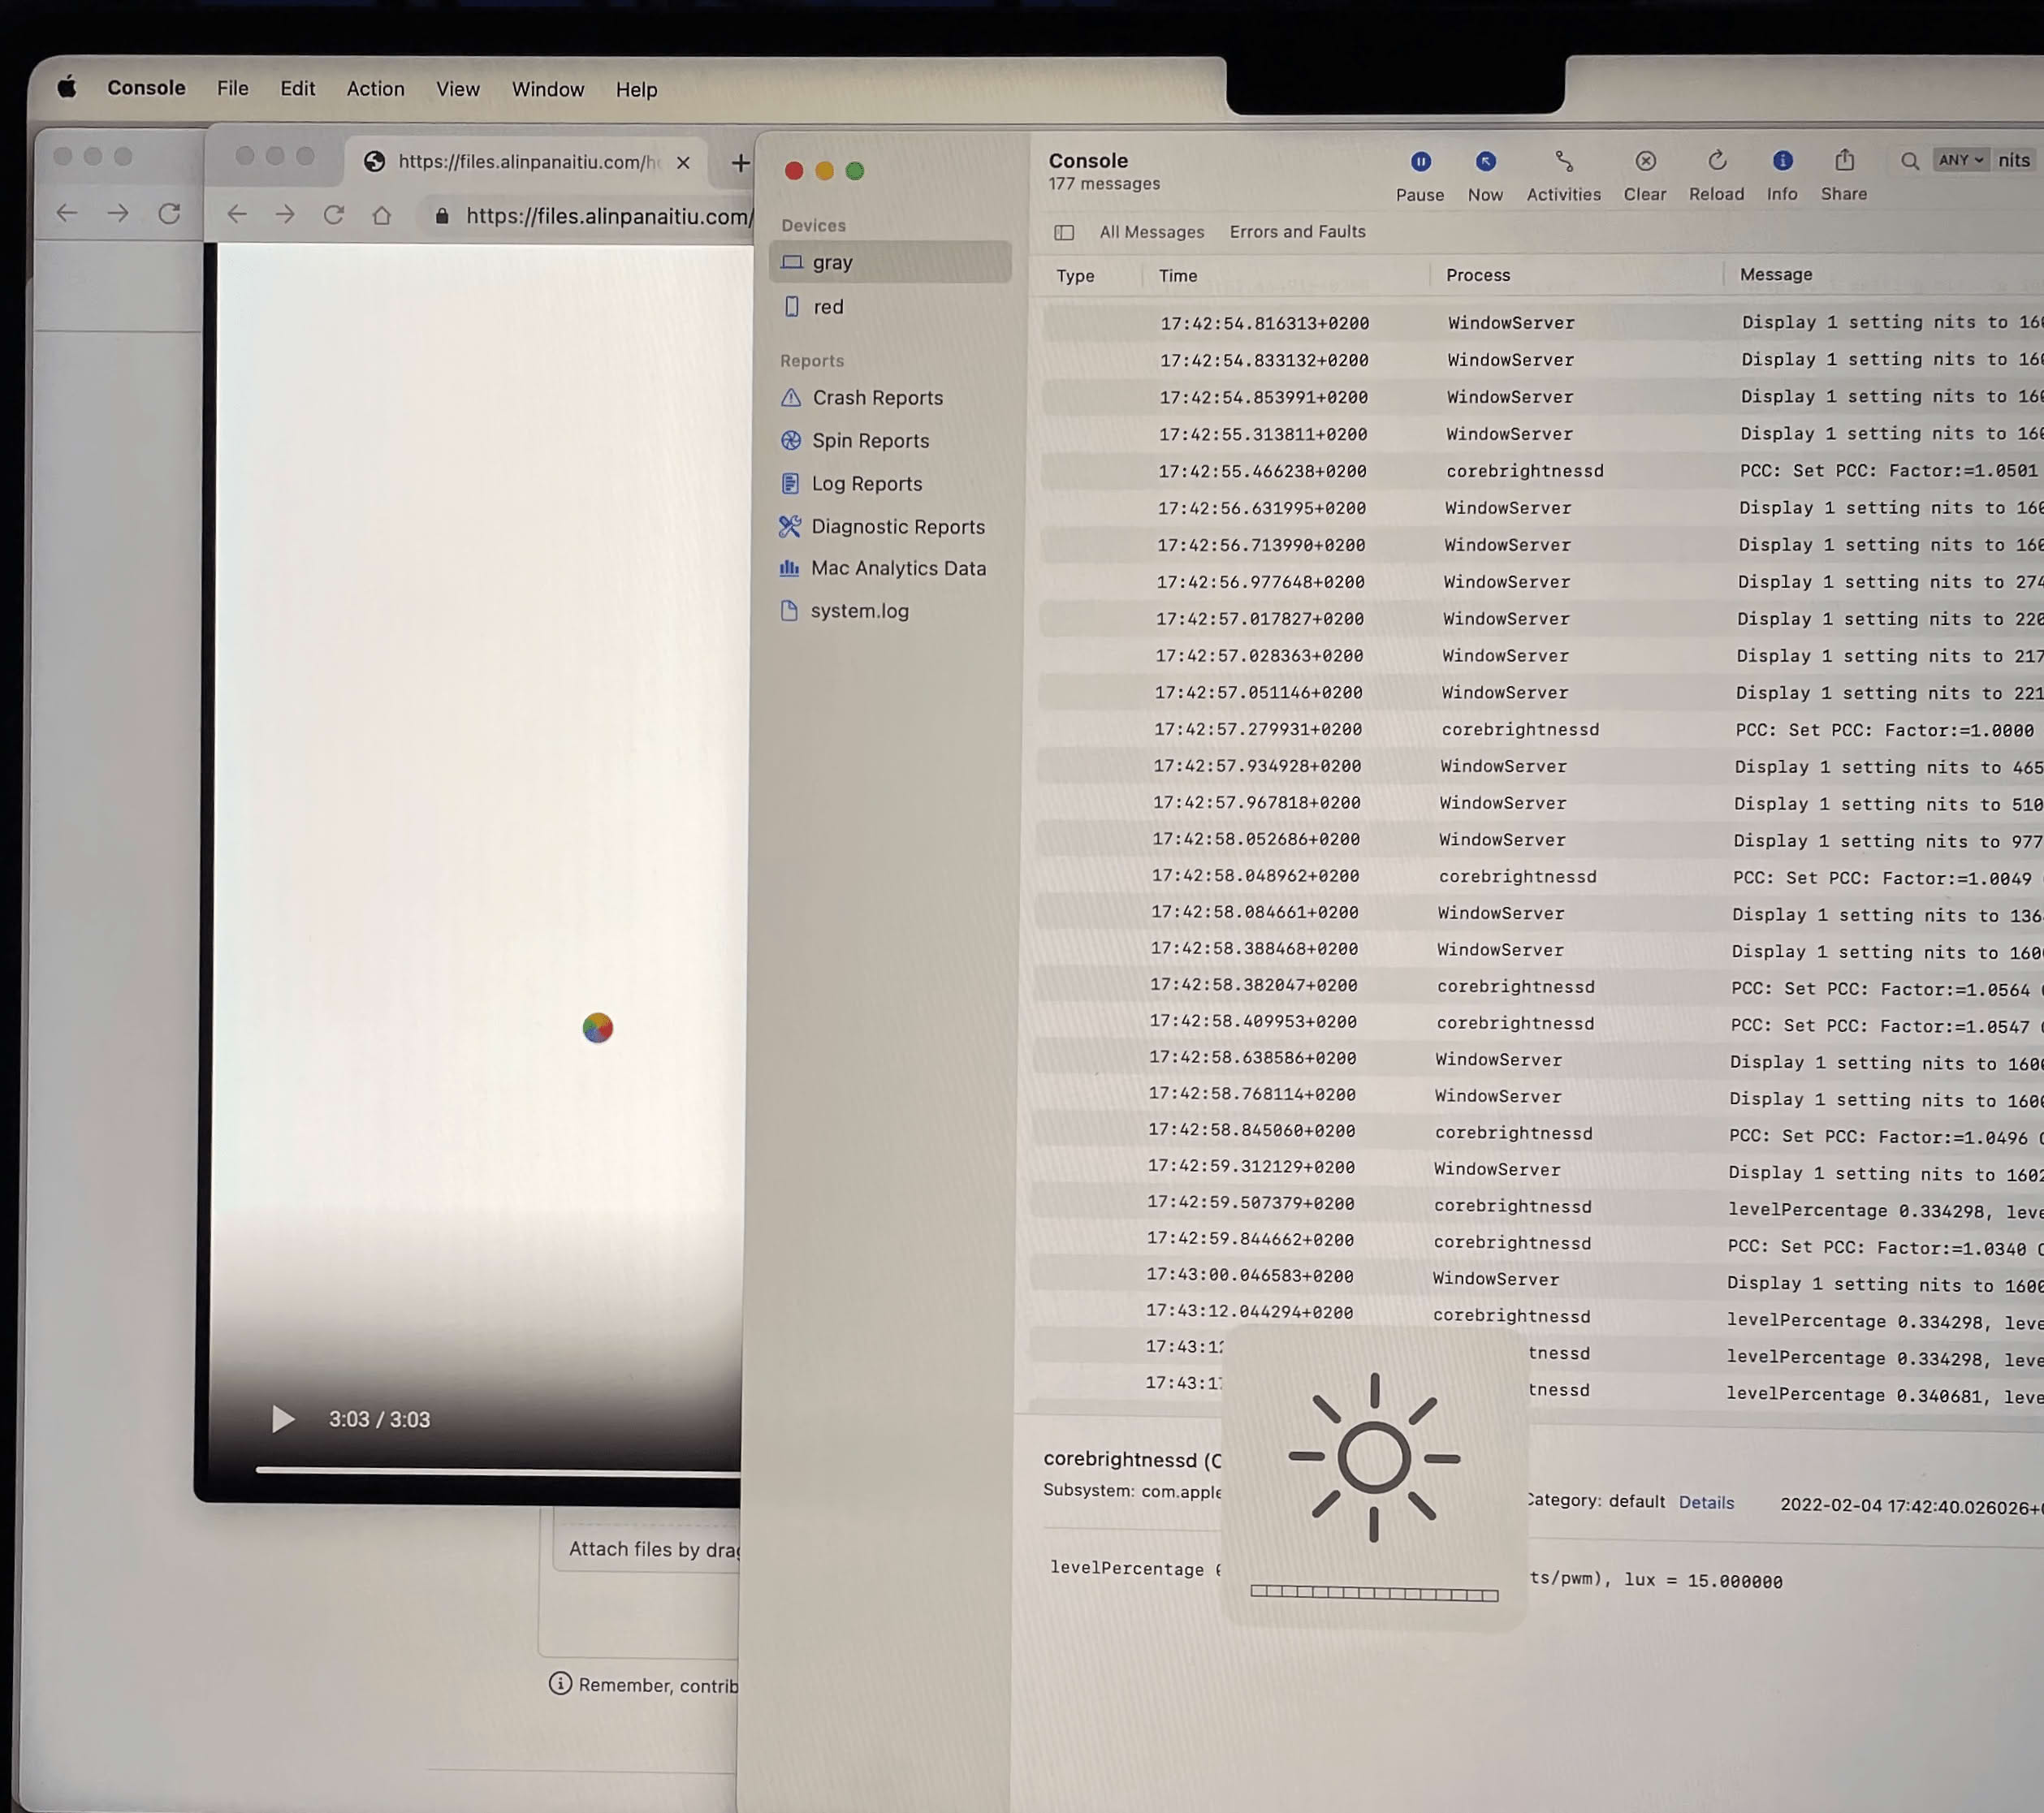 Console File Edit Action View Window Help
https://files.alinpanaitiu.com/h
https://files.alinpanaitiu.com/
Console
177 messages
Pause Now Activities Clear Reload Info Share
ANY nits
All Messages Errors and Faults
Devices
gray
red
Reports
Crash Reports
Spin Reports
Log Reports
Diagnostic Reports
Mac Analytics Data
system.log
Type Time Process Message
17:42:54.816313+0200 WindowServer Display 1 setting nits to 160
17:42:54.833132+0200 WindowServer Display 1 setting nits to 160
17:42:54.853991+0200 WindowServer Display 1 setting nits to 160
17:42:55.313811+0200 WindowServer Display 1 setting nits to 160
17:42:55.466238+0200 corebrightnessd PCC: Set PCC: Factor:=1.0501
17:42:56.631995+0200 WindowServer Display 1 setting nits to 160
17:42:56.713990+0200 WindowServer Display 1 setting nits to 160
17:42:56.977648+0200 WindowServer Display 1 setting nits to 274
17:42:57.017827+0200 WindowServer Display 1 setting nits to 220
17:42:57.028363+0200 WindowServer Display 1 setting nits to 217
17:42:57.051146+0200 WindowServer Display 1 setting nits to 221
17:42:57.279931+0200 corebrightnessd PCC: Set PCC: Factor:=1.0000
17:42:57.934928+0200 WindowServer Display 1 setting nits to 465
17:42:57.967818+0200 WindowServer Display 1 setting nits to 510
17:42:58.052686+0200 WindowServer Display 1 setting nits to 977
17:42:58.048962+0200 corebrightnessd PCC: Set PCC: Factor:=1.0049
17:42:58.084661+0200 WindowServer Display 1 setting nits to 136
17:42:58.388468+0200 WindowServer Display 1 setting nits to 160
17:42:58.382047+0200 corebrightnessd PCC: Set PCC: Factor:=1.0564
17:42:58.409953+0200 corebrightnessd PCC: Set PCC: Factor:=1.0547
17:42:58.638586+0200 WindowServer Display 1 setting nits to 1600
17:42:58.768114+0200 WindowServer Display 1 setting nits to 1600
17:42:58.845060+0200 corebrightnessd PCC: Set PCC: Factor:=1.0496
17:42:59.312129+0200 WindowServer Display 1 setting nits to 1602
17:42:59.507379+0200 corebrightnessd levelPercentage 0.334298, leve
17:42:59.844662+0200 corebrightnessd PCC: Set PCC: Factor:=1.0340
17:43:00.046583+0200 WindowServer Display 1 setting nits to 1600
17:43:12.044294+0200 corebrightnessd levelPercentage 0.334298, leve
17:43:1 tnessd levelPercentage 0.334298, leve
17:43:1 tnessd levelPercentage 0.340681, leve
3:03 / 3:03
corebrightnessd (C
Subsystem: com.apple Category: default Details 2022-02-04 17:42:40.026026+
levelPercentage ts/pwm), lux = 15.000000
Attach files by drag
Remember, contrib